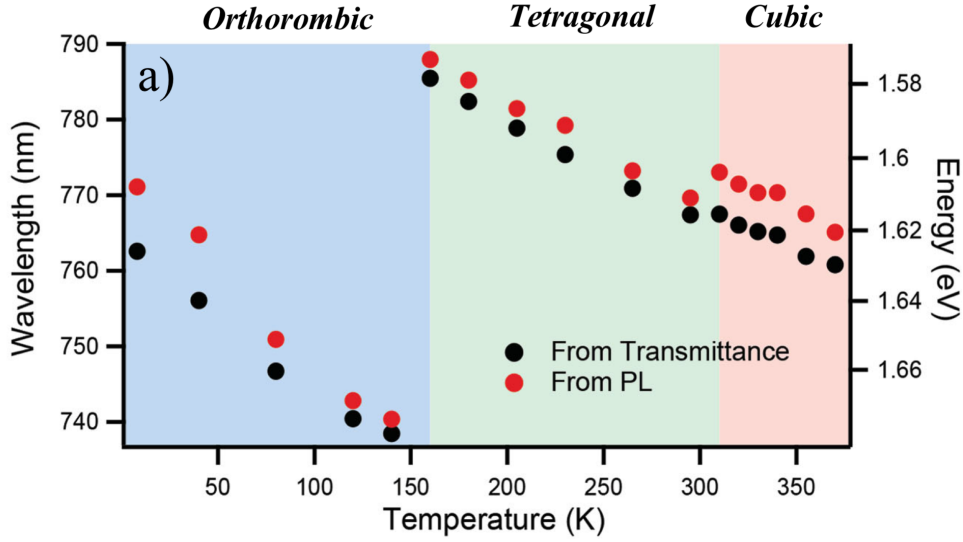 Orthorombic Tetragonal Cubic
a)
790
780
770
760
750
740
Wavelength (nm)
1.58
1.6
1.62
1.64
1.66
Energy (eV)
From Transmittance
From PL
50 100 150 200 250 300 350
Temperature (K)